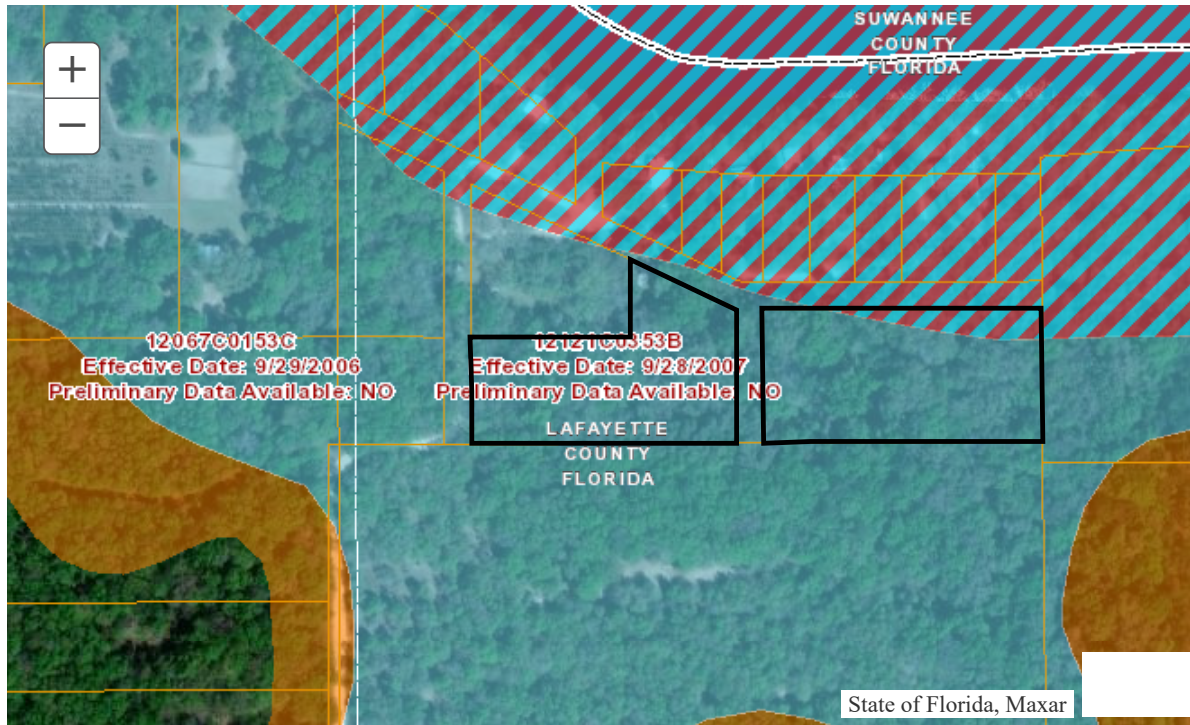 SUWANNEE
COUNTY
FLORIDA
+
−
12067C0153C
Effective Date: 9/29/2006
Preliminary Data Available: NO
12121C0353B
Effective Date: 9/28/2007
Preliminary Data Available: NO
LAFAYETTE
COUNTY
FLORIDA
State of Florida, Maxar